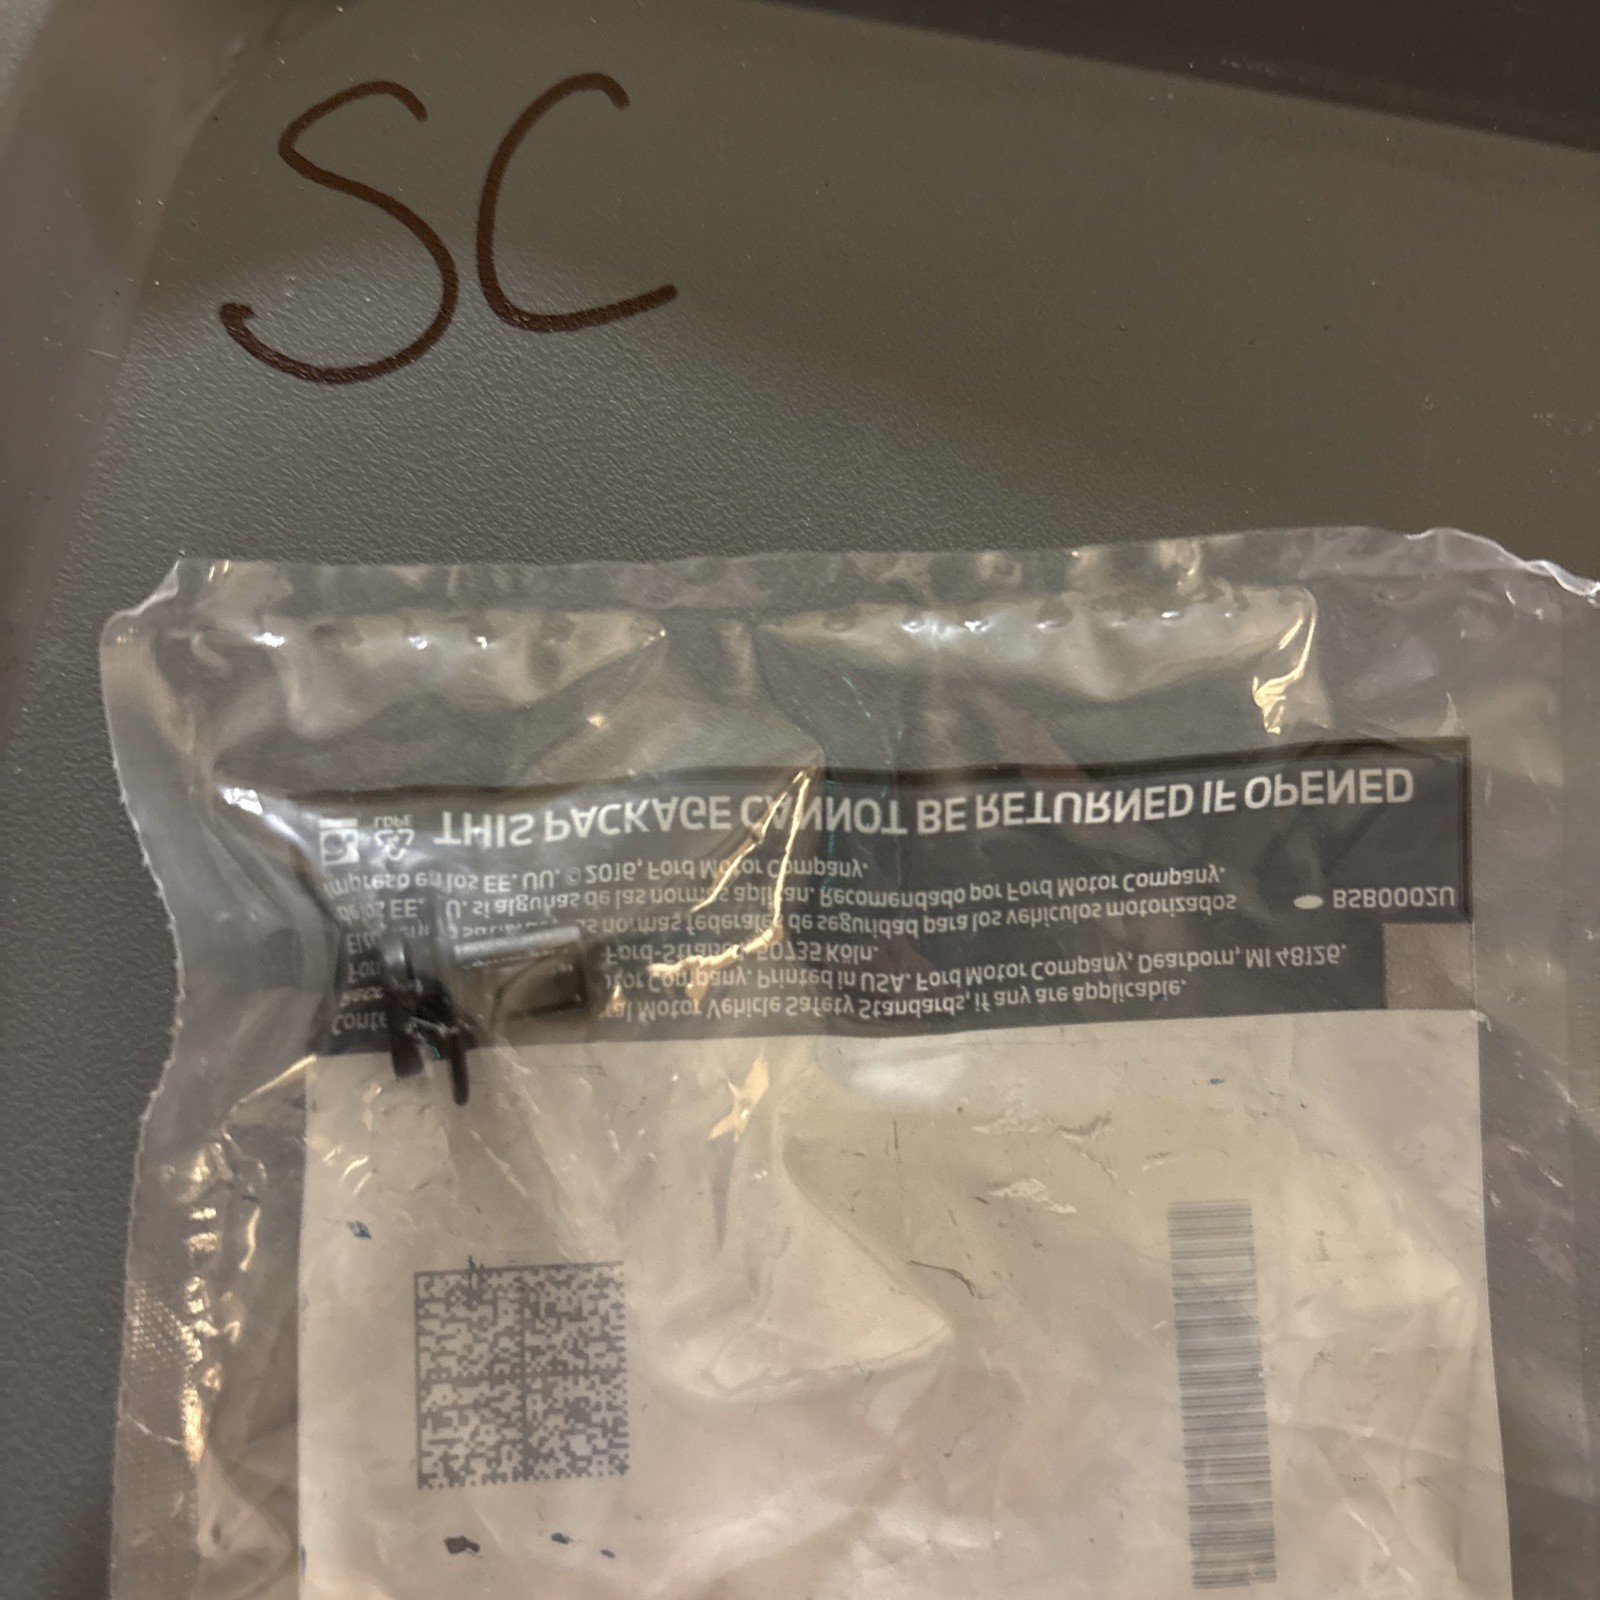 SC
THIS PACKAGE CANNOT BE RETURNED IF OPENED
LDPE
Impreso en los EE. UU. © 2016, Ford Motor Company.
de los EE. U. si algunas de las normas aplican. Recomendado por Ford Motor Company.
normas federales de seguridad para los vehículos motorizados
BSB0002U
Ford-Straße, 50735 Köln.
Company. Printed in USA. Ford Motor Company, Dearborn, MI 48126.
Motor Vehicle Safety Standards, if any are applicable.